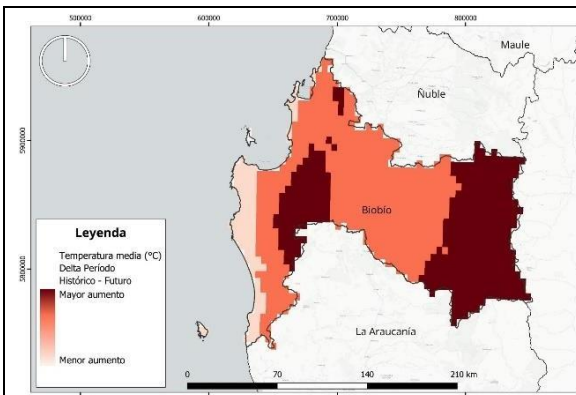 500000
600000
700000
800000
Maule
Ñuble
5900000
Biobío
Leyenda
Temperatura media (°C)
Delta Período
Histórico - Futuro
Mayor aumento
Menor aumento
5800000
La Araucanía
0
70
140
210 km